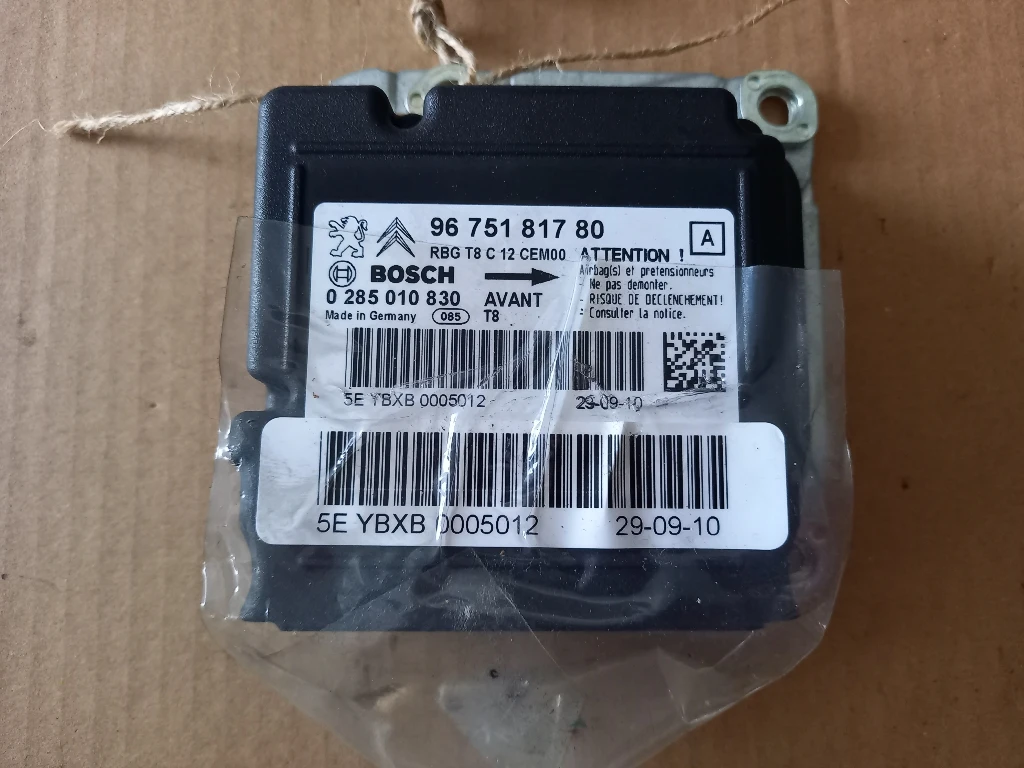 96 751 817 80
A
RBG T8 C 12 CEM00
ATTENTION !
Airbag(s) et pretensionneurs
- Ne pas demonter.
- RISQUE DE DECLENCHEMENT!
- Consulter la notice.
BOSCH
0 285 010 830 AVANT
Made in Germany 085 T8
5E YBXB 0005012 29-09-10
5E YBXB 0005012 29-09-10